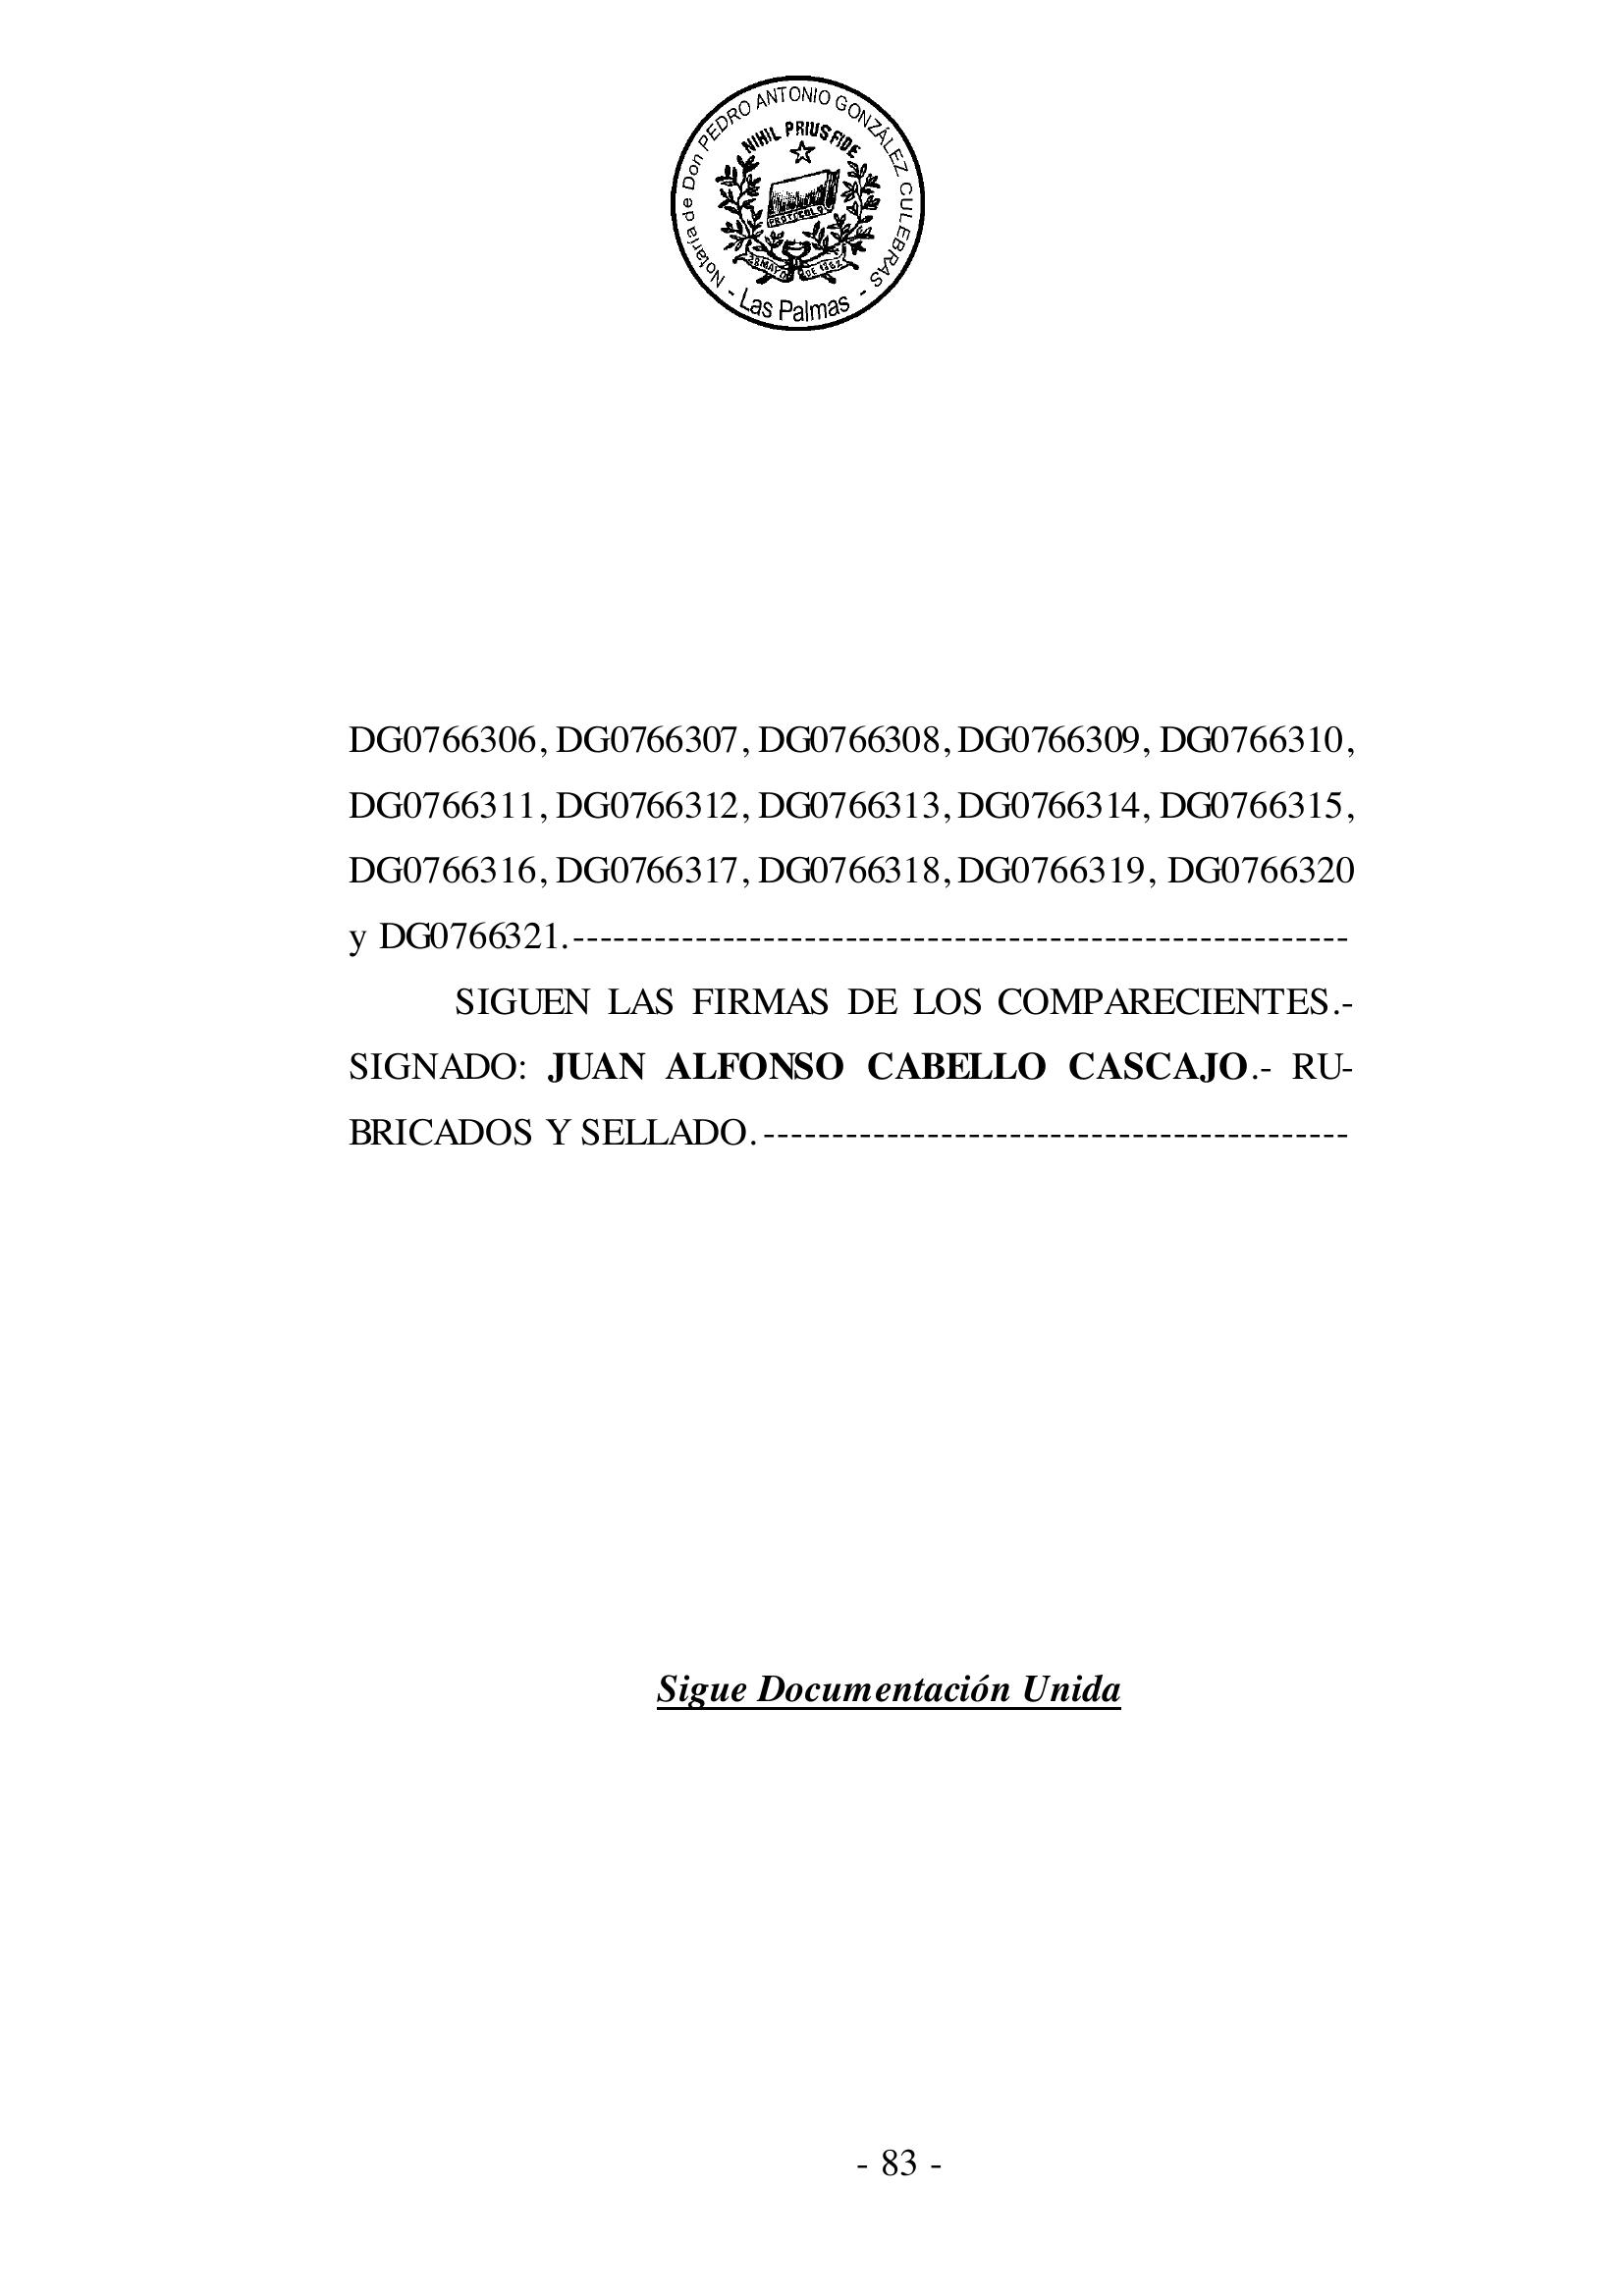 Notaría de Don PEDRO ANTONIO GONZÁLEZ CULEBRAS
NIHIL PRIUS FIDE
PROTOCOLO
28 MAYO DE 1862
- Las Palmas -
DG0766306, DG0766307, DG0766308, DG0766309, DG0766310,
DG0766311, DG0766312, DG0766313, DG0766314, DG0766315,
DG0766316, DG0766317, DG0766318, DG0766319, DG0766320
y DG0766321.---------------------------------------------------------
SIGUEN LAS FIRMAS DE LOS COMPARECIENTES.-
SIGNADO: JUAN ALFONSO CABELLO CASCAJO.- RU-
BRICADOS Y SELLADO.-------------------------------------------
Sigue Documentación Unida
- 83 -